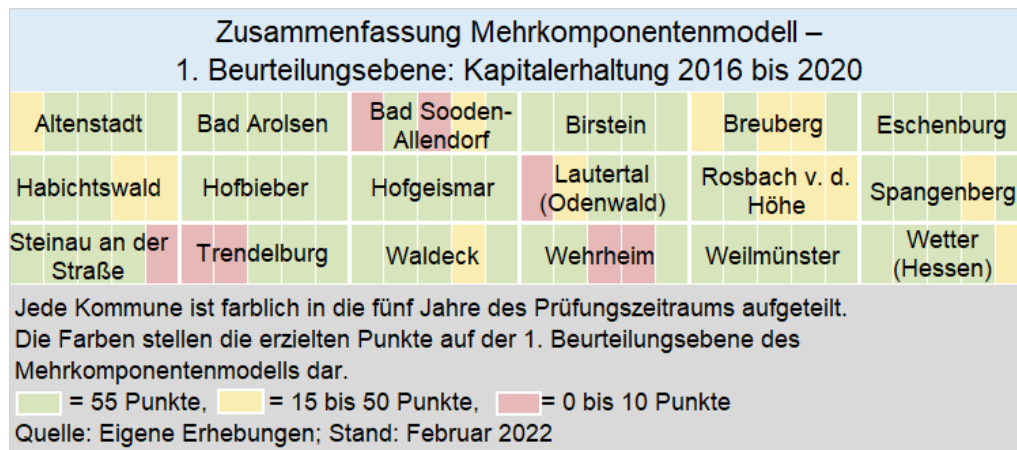 Zusammenfassung Mehrkomponentenmodell –
1. Beurteilungsebene: Kapitalerhaltung 2016 bis 2020
Altenstadt
Bad Arolsen
Bad Sooden-
Allendorf
Birstein
Breuberg
Eschenburg
Habichtswald
Hofbieber
Hofgeismar
Lautertal
(Odenwald)
Rosbach v. d.
Höhe
Spangenberg
Steinau an der
Straße
Trendelburg
Waldeck
Wehrheim
Weilmünster
Wetter
(Hessen)
Jede Kommune ist farblich in die fünf Jahre des Prüfungszeitraums aufgeteilt.
Die Farben stellen die erzielten Punkte auf der 1. Beurteilungsebene des
Mehrkomponentenmodells dar.
= 55 Punkte, = 15 bis 50 Punkte, = 0 bis 10 Punkte
Quelle: Eigene Erhebungen; Stand: Februar 2022